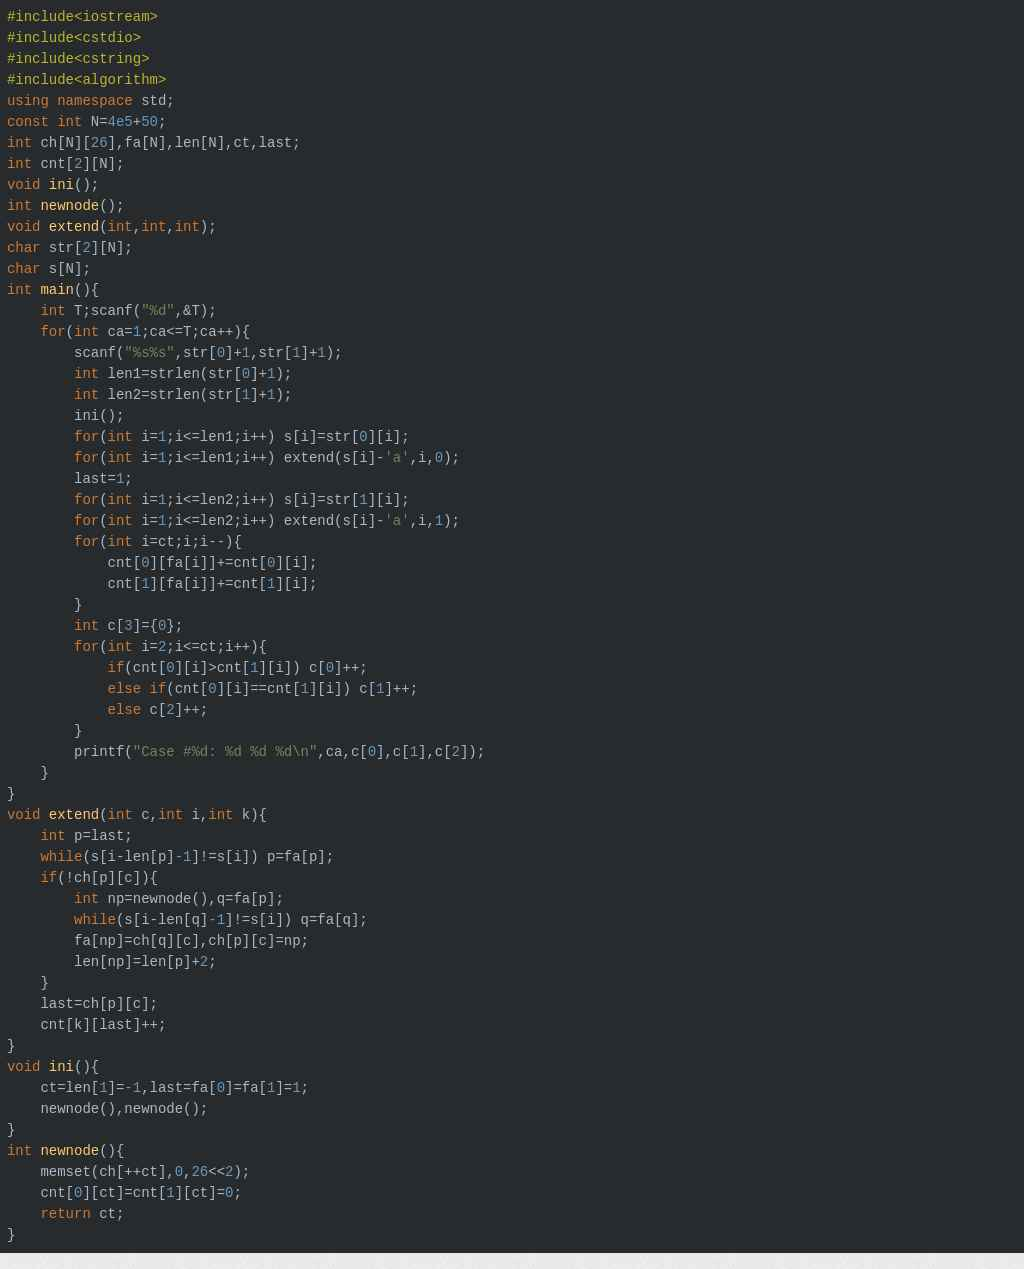 #include<iostream>
#include<cstdio>
#include<cstring>
#include<algorithm>
using namespace std;
const int N=4e5+50;
int ch[N][26],fa[N],len[N],ct,last;
int cnt[2][N];
void ini();
int newnode();
void extend(int,int,int);
char str[2][N];
char s[N];
int main(){
    int T;scanf("%d",&T);
    for(int ca=1;ca<=T;ca++){
        scanf("%s%s",str[0]+1,str[1]+1);
        int len1=strlen(str[0]+1);
        int len2=strlen(str[1]+1);
        ini();
        for(int i=1;i<=len1;i++) s[i]=str[0][i];
        for(int i=1;i<=len1;i++) extend(s[i]-'a',i,0);
        last=1;
        for(int i=1;i<=len2;i++) s[i]=str[1][i];
        for(int i=1;i<=len2;i++) extend(s[i]-'a',i,1);
        for(int i=ct;i;i--){
            cnt[0][fa[i]]+=cnt[0][i];
            cnt[1][fa[i]]+=cnt[1][i];
        }
        int c[3]={0};
        for(int i=2;i<=ct;i++){
            if(cnt[0][i]>cnt[1][i]) c[0]++;
            else if(cnt[0][i]==cnt[1][i]) c[1]++;
            else c[2]++;
        }
        printf("Case #%d: %d %d %d\n",ca,c[0],c[1],c[2]);
    }
}
void extend(int c,int i,int k){
    int p=last;
    while(s[i-len[p]-1]!=s[i]) p=fa[p];
    if(!ch[p][c]){
        int np=newnode(),q=fa[p];
        while(s[i-len[q]-1]!=s[i]) q=fa[q];
        fa[np]=ch[q][c],ch[p][c]=np;
        len[np]=len[p]+2;
    }
    last=ch[p][c];
    cnt[k][last]++;
}
void ini(){
    ct=len[1]=-1,last=fa[0]=fa[1]=1;
    newnode(),newnode();
}
int newnode(){
    memset(ch[++ct],0,26<<2);
    cnt[0][ct]=cnt[1][ct]=0;
    return ct;
}